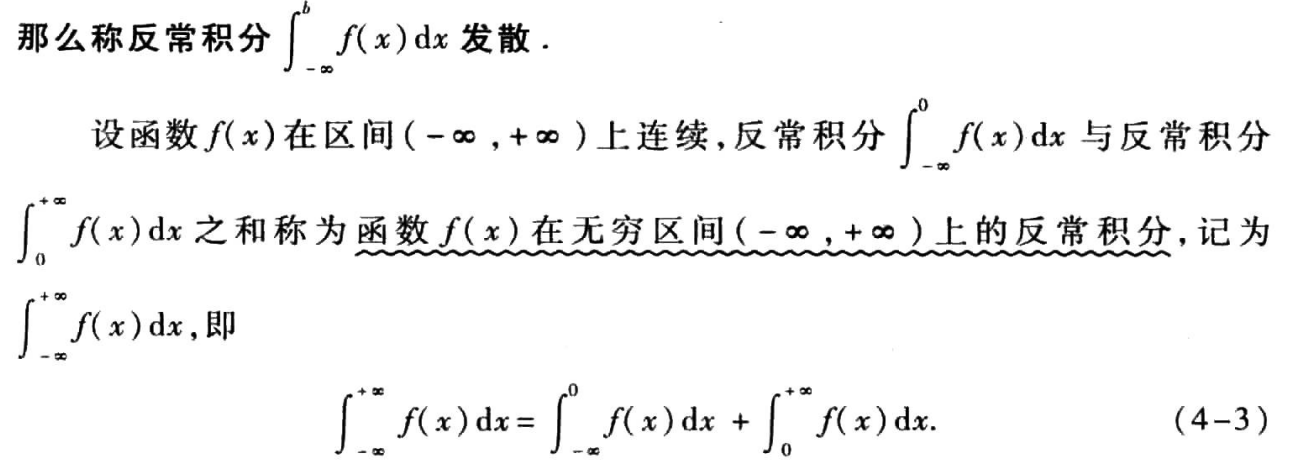 那么称反常积分 $\int_{-\infty}^{b} f(x)\,\mathrm{d}x$ 发散.
设函数 $f(x)$ 在区间 $(-\infty,+\infty)$ 上连续,反常积分 $\int_{-\infty}^{0} f(x)\,\mathrm{d}x$ 与反常积分
$\int_{0}^{+\infty} f(x)\,\mathrm{d}x$ 之和称为函数 $f(x)$ 在无穷区间 $(-\infty,+\infty)$ 上的反常积分,记为
$\int_{-\infty}^{+\infty} f(x)\,\mathrm{d}x$,即
$\int_{-\infty}^{+\infty} f(x)\,\mathrm{d}x = \int_{-\infty}^{0} f(x)\,\mathrm{d}x + \int_{0}^{+\infty} f(x)\,\mathrm{d}x.$ (4-3)